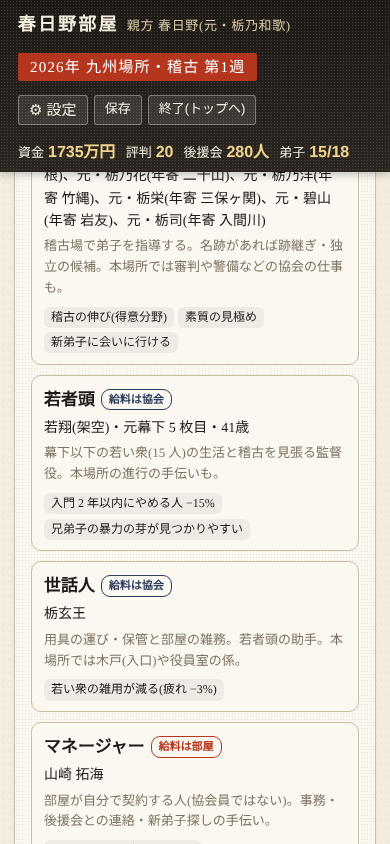 春日野部屋 親方 春日野(元・栃乃和歌)
2026年 九州場所・稽古 第1週
⚙ 設定 保存 終了(トップへ)
資金 1735万円 評判 20 後援会 280人 弟子 15/18
根)、元・栃乃花(年寄 二十山)、元・栃乃洋(年
寄 竹縄)、元・栃栄(年寄 三保ヶ関)、元・碧山
(年寄 岩友)、元・栃司(年寄 入間川)
稽古場で弟子を指導する。名跡があれば跡継ぎ・独
立の候補。本場所では審判や警備などの協会の仕事
も。
稽古の伸び(得意分野) 素質の見極め
新弟子に会いに行ける
若者頭 給料は協会
若翔(架空)・元幕下 5 枚目・41歳
幕下以下の若い衆(15 人)の生活と稽古を見張る監督
役。本場所の進行の手伝いも。
入門 2 年以内にやめる人 −15%
兄弟子の暴力の芽が見つかりやすい
世話人 給料は協会
栃玄王
用具の運び・保管と部屋の雑務。若者頭の助手。本
場所では木戸(入口)や役員室の係。
若い衆の雑用が減る(疲れ −3%)
マネージャー 給料は部屋
山崎 拓海
部屋が自分で契約する人(協会員ではない)。事務・
後援会との連絡・新弟子探しの手伝い。